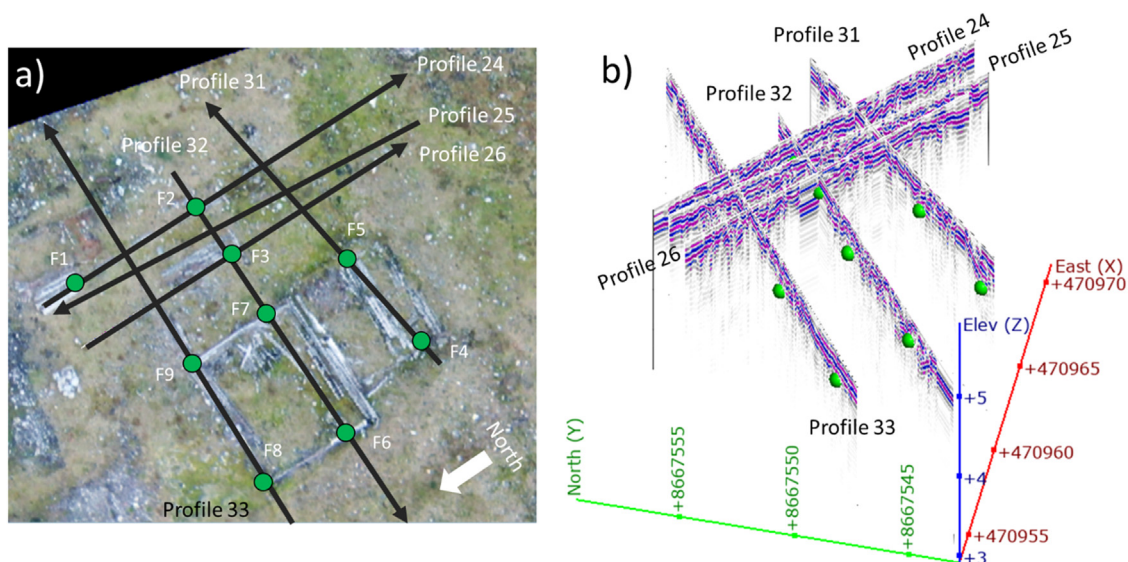 a)
Profile 31
Profile 24
Profile 25
Profile 32
Profile 26
F2
F5
F1
F3
F7
F4
F9
F6
F8
North
Profile 33
b)
Profile 31
Profile 24
Profile 25
Profile 32
Profile 26
Profile 33
East (X)
+470970
+470965
+470960
+470955
Elev (Z)
+5
+4
+3
North (Y)
+8667555
+8667550
+8667545